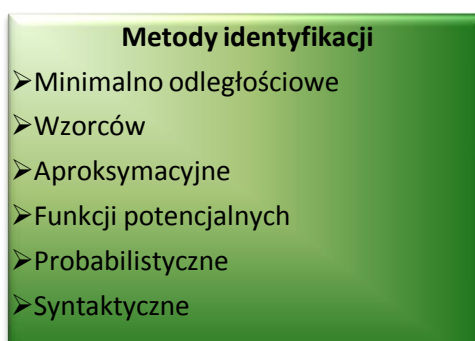 Metody identyfikacji
➢Minimalno odległościowe
➢Wzorców
➢Aproksymacyjne
➢Funkcji potencjalnych
➢Probabilistyczne
➢Syntaktyczne